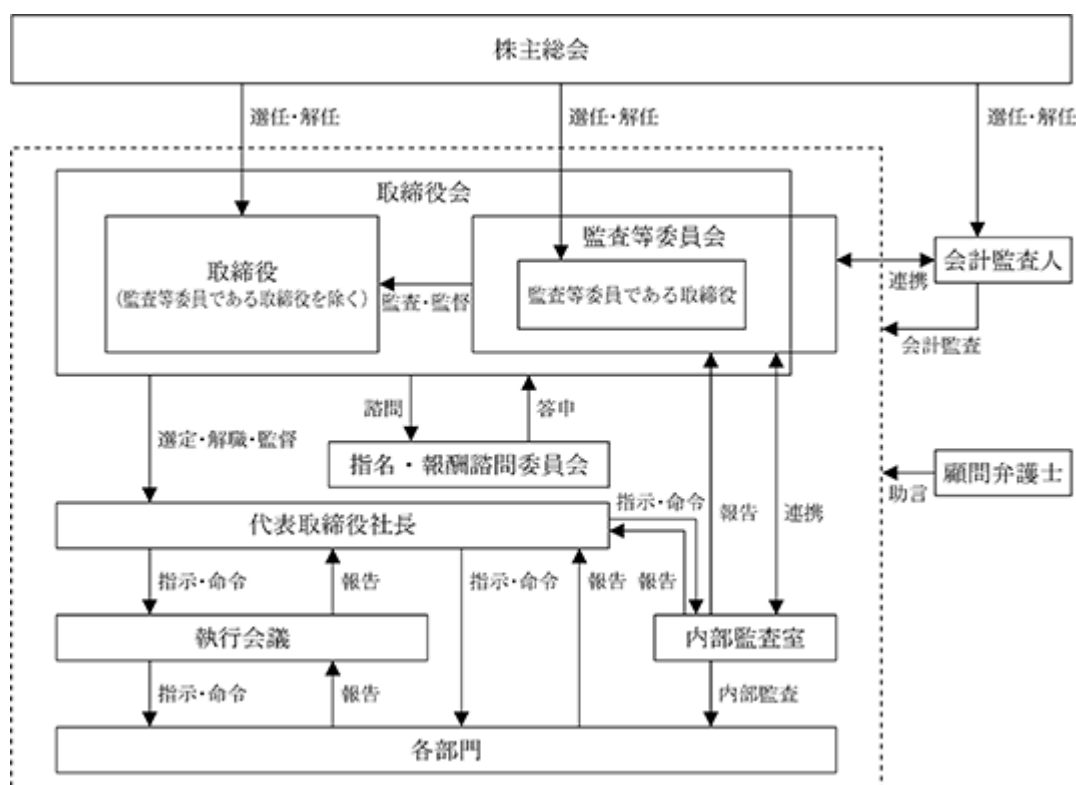 株主総会
選任・解任
選任・解任
選任・解任
取締役会
取締役
(監査等委員である取締役を除く)
監査・監督
監査等委員会
監査等委員である取締役
連携
会計監査人
会計監査
諮問
答申
選定・解職・監督
指名・報酬諮問委員会
顧問弁護士
助言
代表取締役社長
指示・命令
報告
連携
指示・命令
報告
指示・命令
報告
報告
執行会議
内部監査室
指示・命令
報告
内部監査
各部門